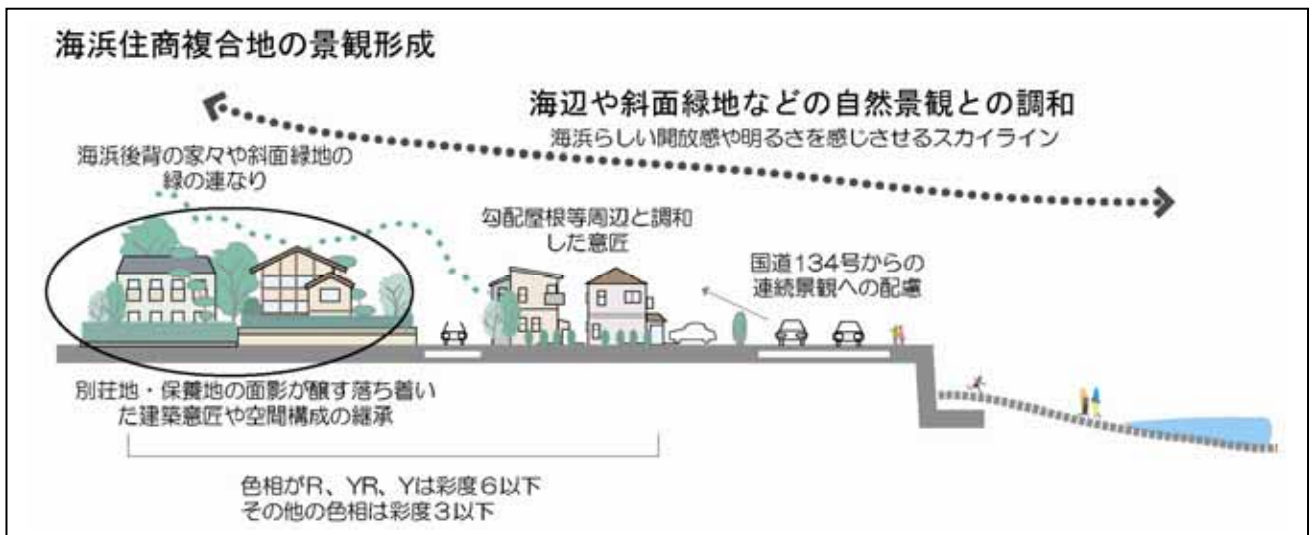 海浜住商複合地の景観形成
海辺や斜面緑地などの自然景観との調和
海浜らしい開放感や明るさを感じさせるスカイライン
海浜後背の家々や斜面緑地の
緑の連なり
勾配屋根等周辺と調和
した意匠
国道134号からの
連続景観への配慮
別荘地・保養地の面影が醸す落ち着い
た建築意匠や空間構成の継承
色相がR、YR、Yは彩度6以下
その他の色相は彩度3以下